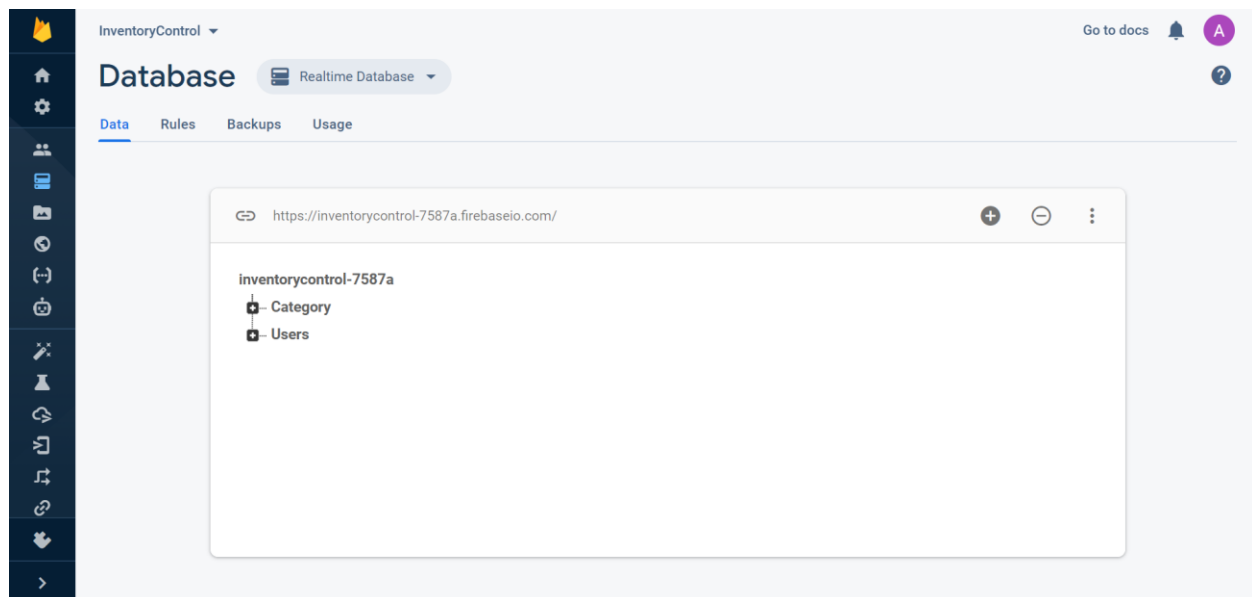 InventoryControl
Go to docs
A
Database
Realtime Database
?
Data Rules Backups Usage
https://inventorycontrol-7587a.firebaseio.com/
inventorycontrol-7587a
Category
Users